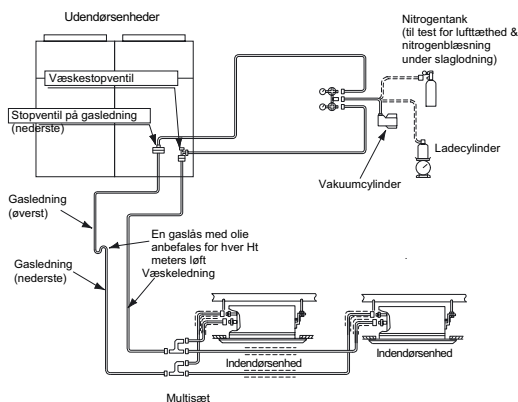 Udendørsenheder
Nitrogentank
(til test for lufttæthed &
nitrogenblæsning
under slaglodning)
Væskestopventil
Stopventil på gasledning
(nederste)
Ladecylinder
Vakuumcylinder
Gasledning
(øverst)
En gaslås med olie
anbefales for hver Ht
meters løft
Væskeledning
Gasledning
(nederste)
Indendørsenhed
Indendørsenhed
Multisæt